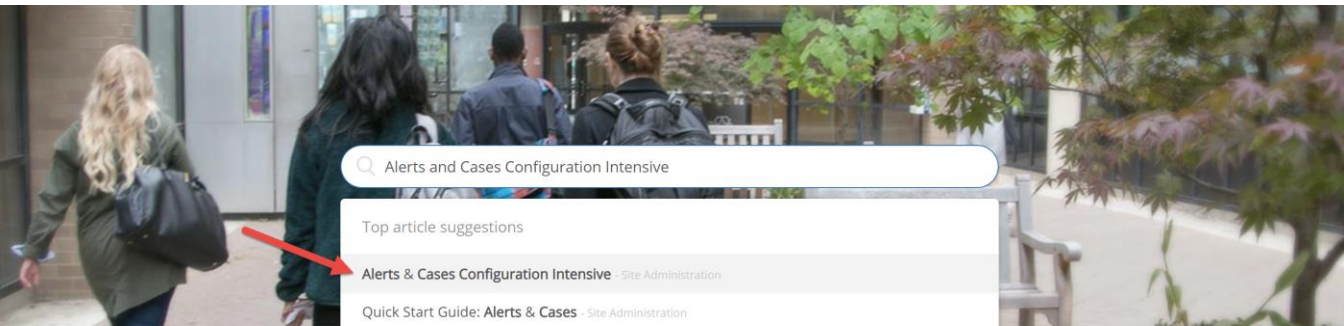 Alerts and Cases Configuration Intensive
Top article suggestions
Alerts & Cases Configuration Intensive - Site Administration
Quick Start Guide: Alerts & Cases - Site Administration